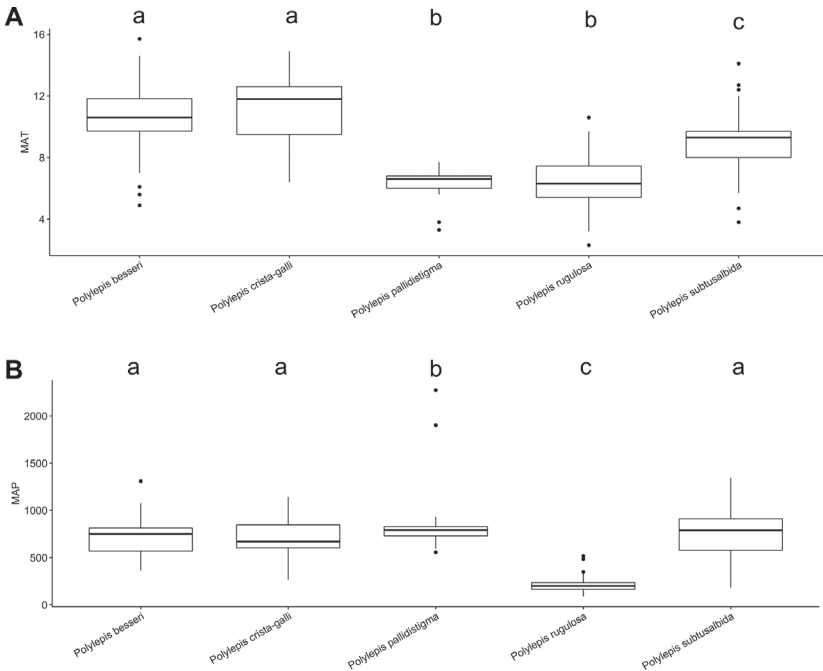 A
a a b b c
16
12
8
4
MAT
Polylepis besseri
Polylepis crista-galli
Polylepis pallidistigma
Polylepis rugulosa
Polylepis subtusalbida
B
a a b c a
2000
1500
1000
500
0
MAP
Polylepis besseri
Polylepis crista-galli
Polylepis pallidistigma
Polylepis rugulosa
Polylepis subtusalbida